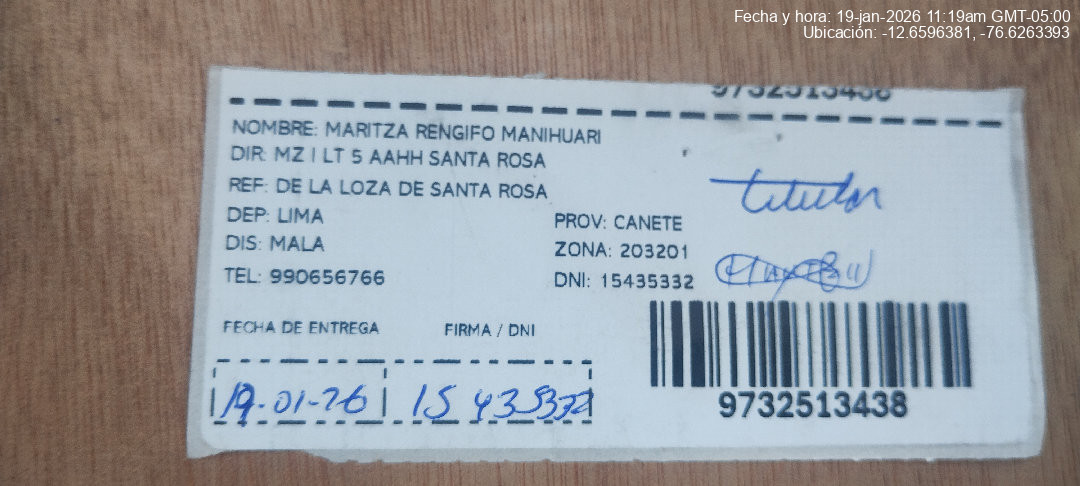 Fecha y hora: 19-jan-2026 11:19am GMT-05:00
Ubicación: -12.6596381, -76.6263393
9732513438
NOMBRE: MARITZA RENGIFO MANIHUARI
DIR: MZ I LT 5 AAHH SANTA ROSA
REF: DE LA LOZA DE SANTA ROSA
DEP: LIMA
PROV: CANETE
DIS: MALA
ZONA: 203201
TEL: 990656766
DNI: 15435332
titular
FECHA DE ENTREGA
FIRMA / DNI
19-01-26
15435332
9732513438